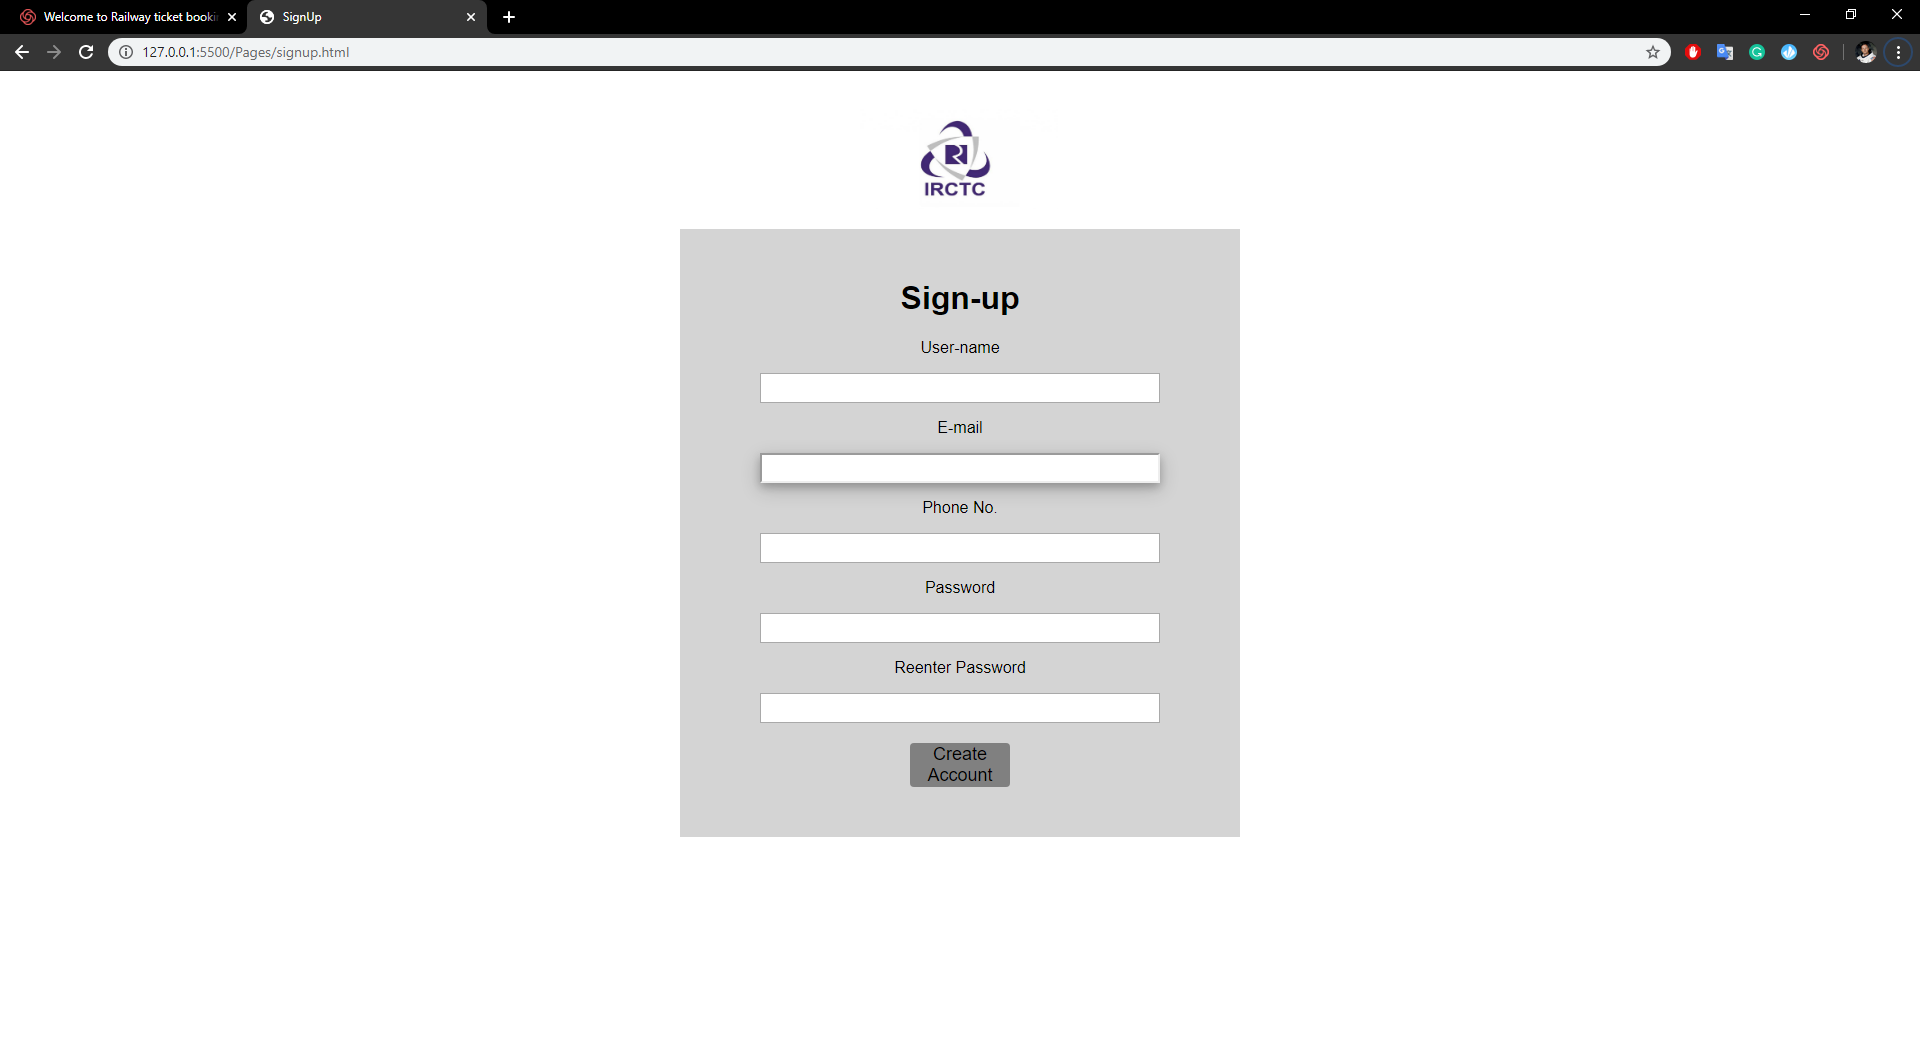 Welcome to Railway ticket booki
SignUp
127.0.0.1:5500/Pages/signup.html
IRCTC
Sign-up
User-name
E-mail
Phone No.
Password
Reenter Password
Create
Account